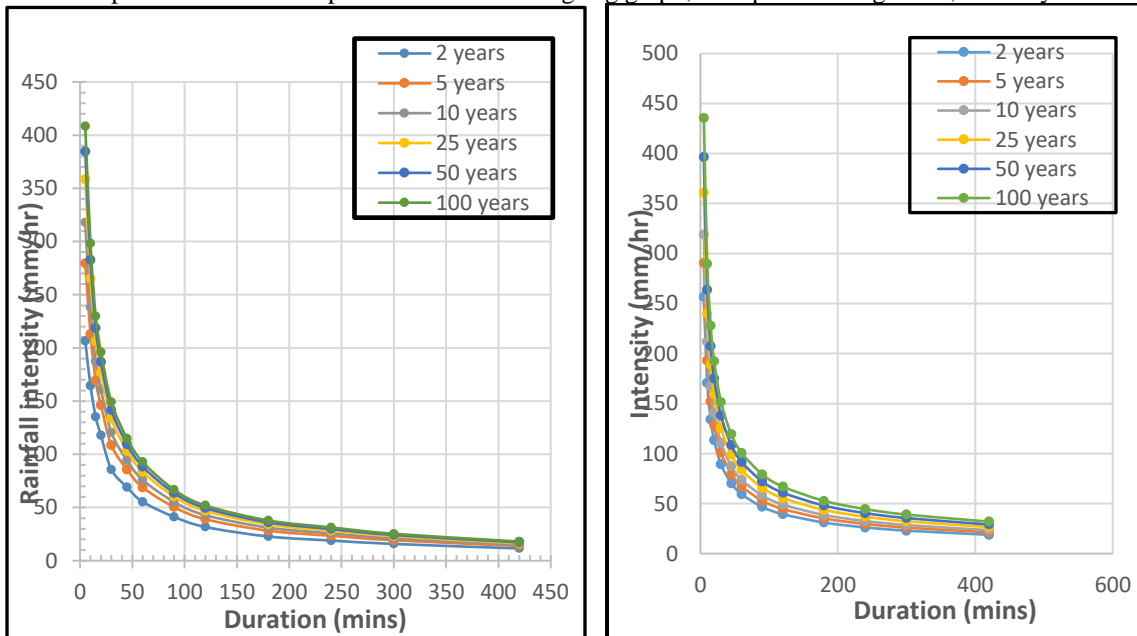 2 years
5 years
10 years
25 years
50 years
100 years
450
400
350
300
250
200
150
100
50
0
Rainfall intensity (mm/hr)
0 50 100 150 200 250 300 350 400 450
Duration (mins)
2 years
5 years
10 years
25 years
50 years
100 years
500
450
400
350
300
250
200
150
100
50
0
Intensity (mm/hr)
0 200 400 600
Duration (mins)